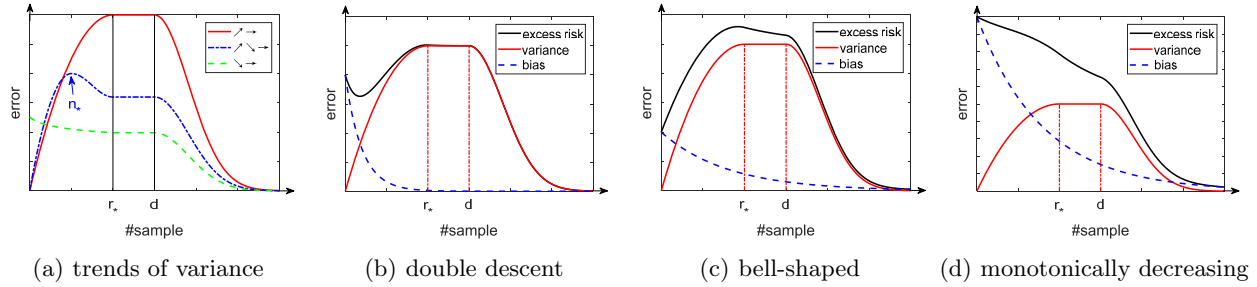 error
↗→
↗↘→
↘→
n⋆
r⋆ d
#sample
(a) trends of variance
error
excess risk
variance
bias
r⋆ d
#sample
(b) double descent
error
excess risk
variance
bias
r⋆ d
#sample
(c) bell-shaped
error
excess risk
variance
bias
r⋆ d
#sample
(d) monotonically decreasing